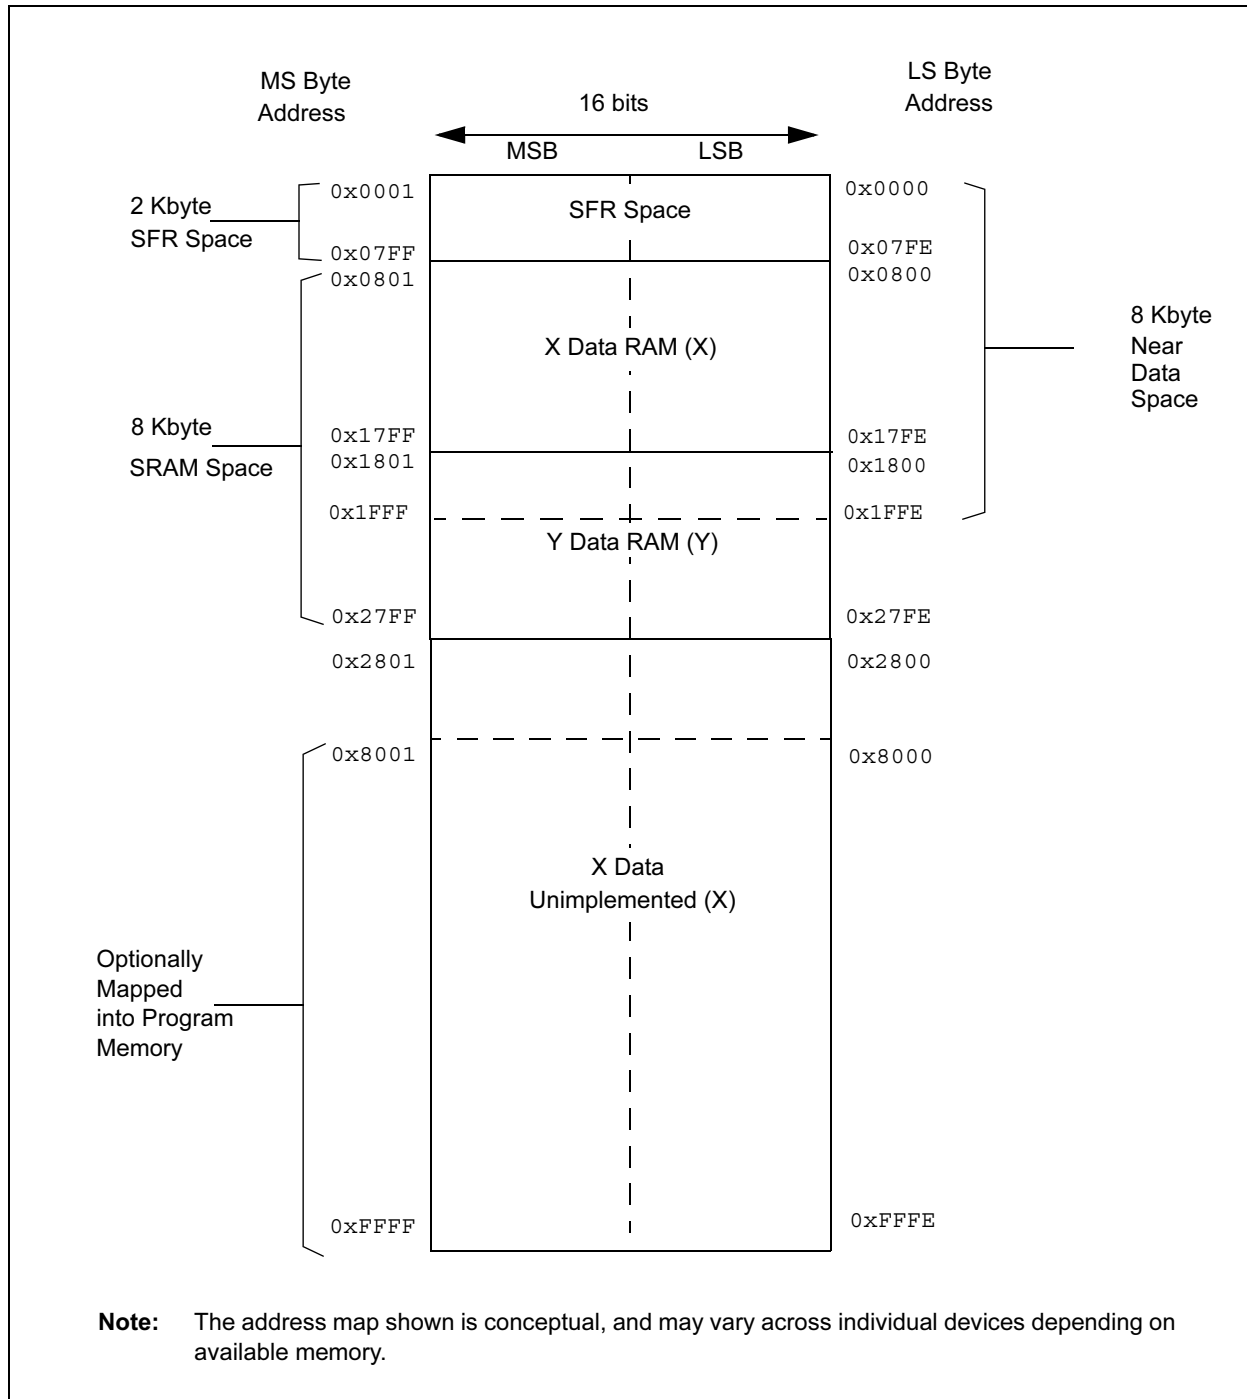 MS Byte
Address
16 bits
LS Byte
Address
MSB
LSB
2 Kbyte
SFR Space
0x0001
SFR Space
0x0000
0x07FF
0x07FE
0x0801
0x0800
X Data RAM (X)
8 Kbyte
Near
Data
Space
8 Kbyte
SRAM Space
0x17FF
0x17FE
0x1801
0x1800
0x1FFF
0x1FFE
Y Data RAM (Y)
0x27FF
0x27FE
0x2801
0x2800
0x8001
0x8000
X Data
Unimplemented (X)
Optionally
Mapped
into Program
Memory
0xFFFF
0xFFFE
Note: The address map shown is conceptual, and may vary across individual devices depending on
available memory.